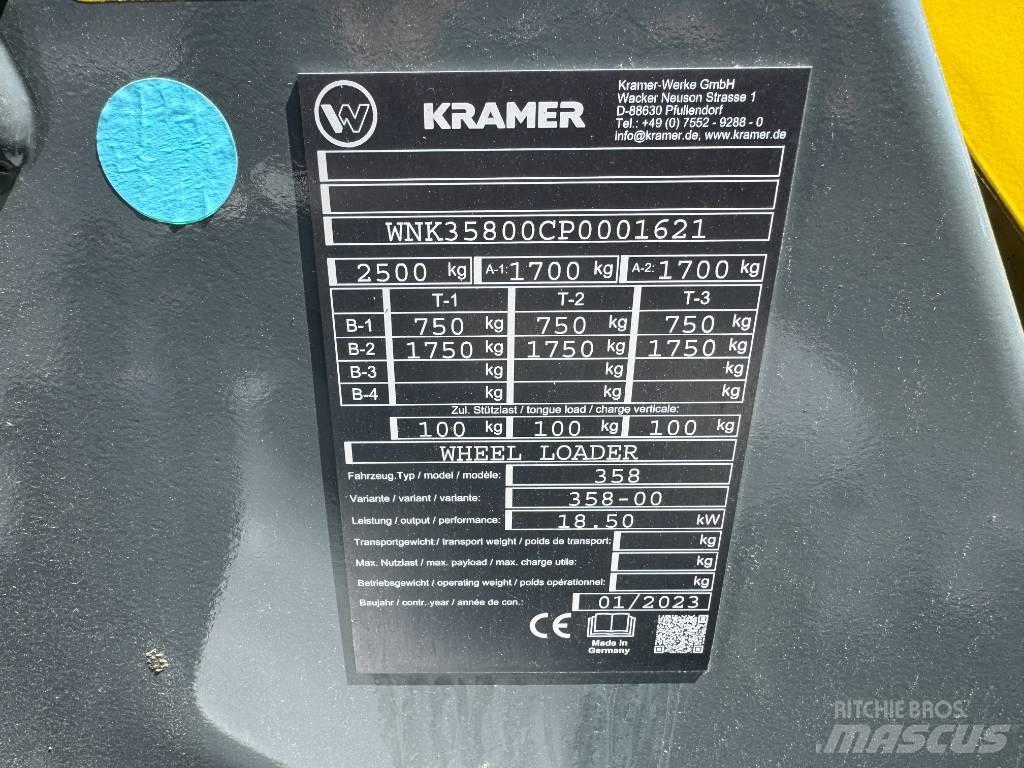 KRAMER
Kramer-Werke GmbH
Wacker Neuson Strasse 1
D-88630 Pfullendorf
Tel.: +49 (0) 7552 - 9288 - 0
info@kramer.de, www.kramer.de
WNK35800CP0001621
2500 kg A-1: 1700 kg A-2: 1700 kg
T-1 T-2 T-3
B-1 750 kg 750 kg 750 kg
B-2 1750 kg 1750 kg 1750 kg
B-3 kg kg kg
B-4 kg kg kg
Zul. Stützlast / tongue load / charge verticale:
100 kg 100 kg 100 kg
WHEEL LOADER
Fahrzeug.Typ / model / modèle: 358
Variante / variant / variante: 358-00
Leistung / output / performance: 18.50 kW
Transportgewicht / transport weight / poids de transport: kg
Max. Nutzlast / max. payload / max. charge utile: kg
Betriebsgewicht / operating weight / poids opérationnel: kg
Baujahr / contr. year / année de con.: 01/2023
CE
Made in
Germany
RITCHIE BROS.
MASCUS